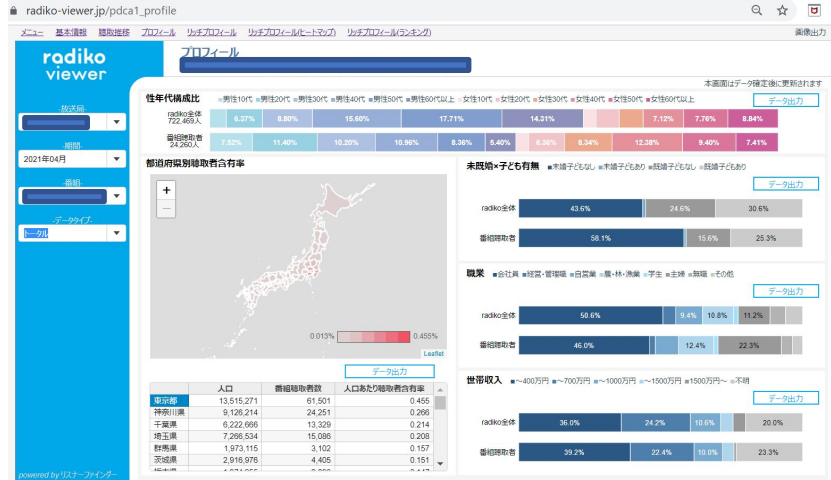 radiko-viewer.jp/pdca1_profile
メニュー 基本情報 聴取推移 プロフィール リッチプロフィール リッチプロフィール(ヒートマップ) リッチプロフィール(ランキング) 画像出力
radiko
viewer
プロフィール
本画面はデータ確定後に更新されます
-放送局-
-期間-
2021年04月
-番組-
-データタイプ-
トータル
性年代構成比 ■男性10代 ■男性20代 ■男性30代 ■男性40代 ■男性50代 ■男性60代以上 ■女性10代 ■女性20代 ■女性30代 ■女性40代 ■女性50代 ■女性60代以上
データ出力
radiko全体
722,469人
6.37% 8.80% 15.60% 17.71% 14.31% 7.12% 7.76% 8.84%
番組聴取者
24,260人
7.52% 11.40% 10.20% 10.96% 8.36% 5.40% 8.34% 12.38% 9.40% 7.41%
都道府県別聴取者含有率
+
−
0.013% 0.455%
Leaflet
データ出力
人口 番組聴取者数 人口あたり聴取者含有率
東京都 13,515,271 61,501 0.455
神奈川県 9,126,214 24,251 0.266
千葉県 6,222,666 13,329 0.214
埼玉県 7,266,534 15,086 0.208
群馬県 1,973,115 3,102 0.157
茨城県 2,916,976 4,405 0.151
未既婚×子ども有無 ■未婚子どもなし ■未婚子どもあり ■既婚子どもなし ■既婚子どもあり
データ出力
radiko全体 43.6% 24.6% 30.6%
番組聴取者 58.1% 15.6% 25.3%
職業 ■会社員 ■経営・管理職 ■自営業 ■農・林・漁業 ■学生 ■主婦 ■無職 ■その他
データ出力
radiko全体 50.6% 9.4% 10.8% 11.2%
番組聴取者 46.0% 12.4% 22.3%
世帯収入 ■~400万円 ■~700万円 ■~1000万円 ■~1500万円 ■1500万円~ ■不明
データ出力
radiko全体 36.0% 24.2% 10.6% 20.0%
番組聴取者 39.2% 22.4% 10.0% 23.3%
powered by リスナーファインダー